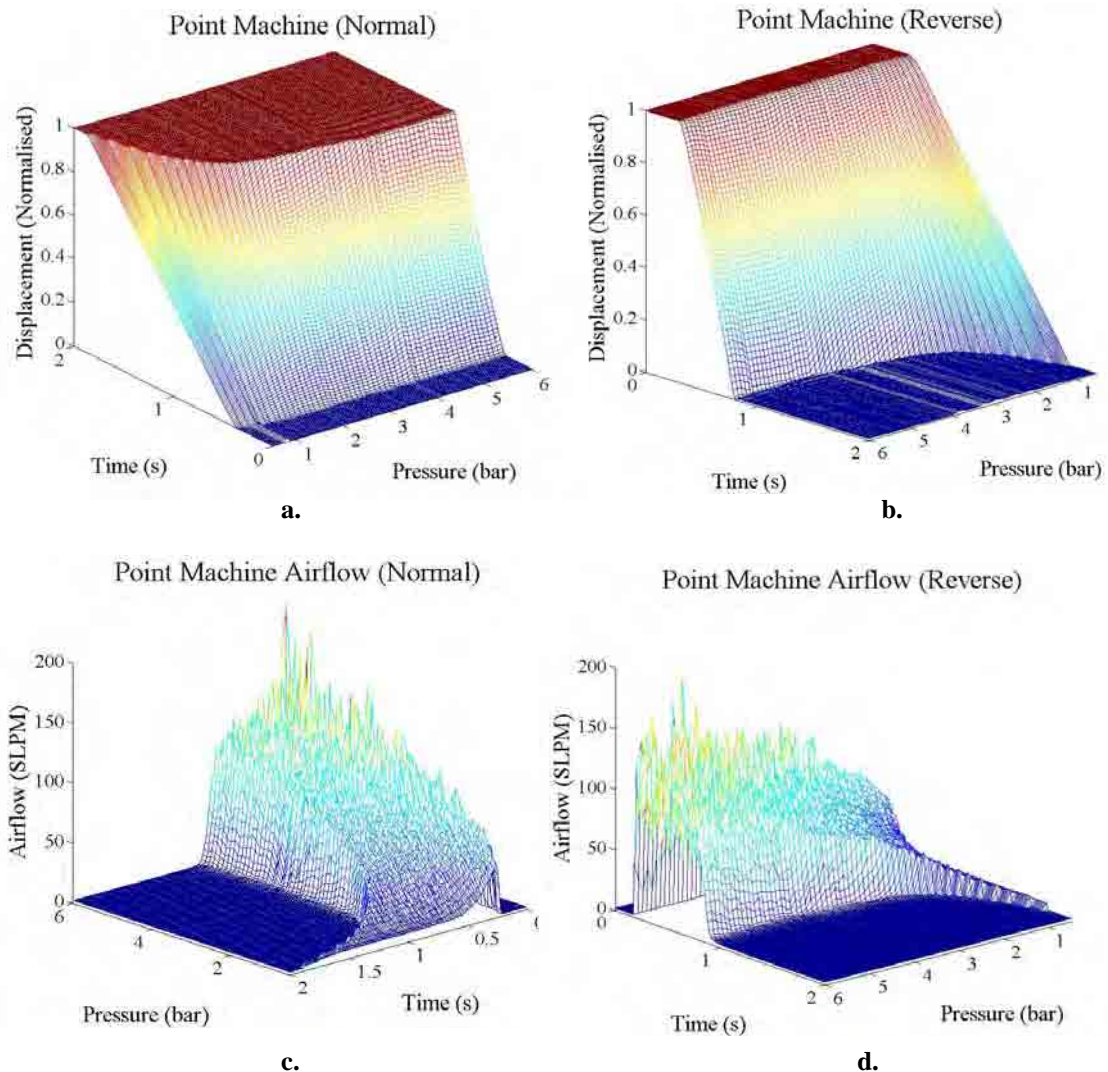 Point Machine (Normal)
1
0.8
0.6
0.4
0.2
0
Displacement (Normalised)
2
1
0
Time (s)
1
2
3
4
5
6
Pressure (bar)
a.
Point Machine (Reverse)
1
0.8
0.6
0.4
0.2
0
Displacement (Normalised)
0
1
2
Time (s)
6
5
4
3
2
1
Pressure (bar)
b.
Point Machine Airflow (Normal)
200
150
100
50
0
Airflow (SLPM)
6
4
2
Pressure (bar)
2
1.5
1
0.5
Time (s)
c.
Point Machine Airflow (Reverse)
200
150
100
50
0
Airflow (SLPM)
0
1
2
Time (s)
6
5
4
3
2
1
Pressure (bar)
d.